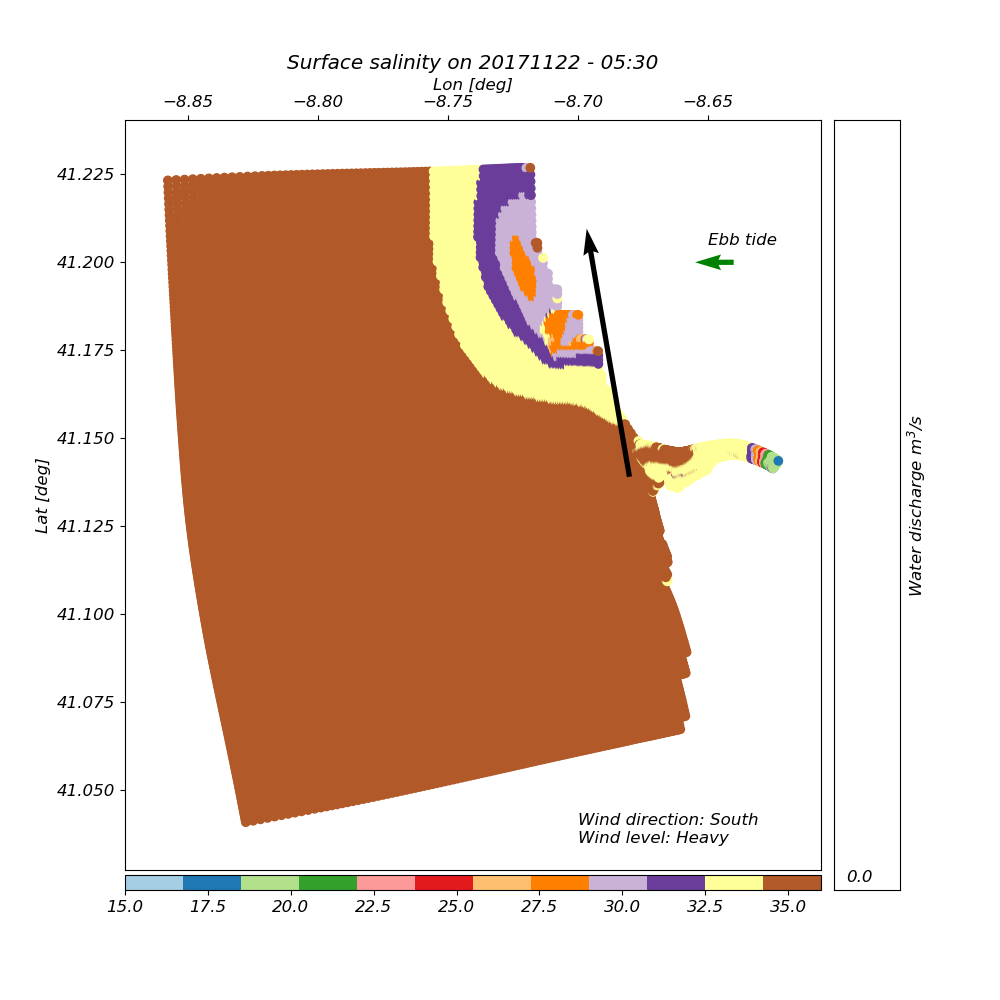 Surface salinity on 20171122 - 05:30
Lon [deg]
−8.85 −8.80 −8.75 −8.70 −8.65
41.225
41.200
41.175
41.150
41.125
41.100
41.075
41.050
Lat [deg]
Ebb tide
Wind direction: South
Wind level: Heavy
15.0 17.5 20.0 22.5 25.0 27.5 30.0 32.5 35.0
0.0
Water discharge m³/s